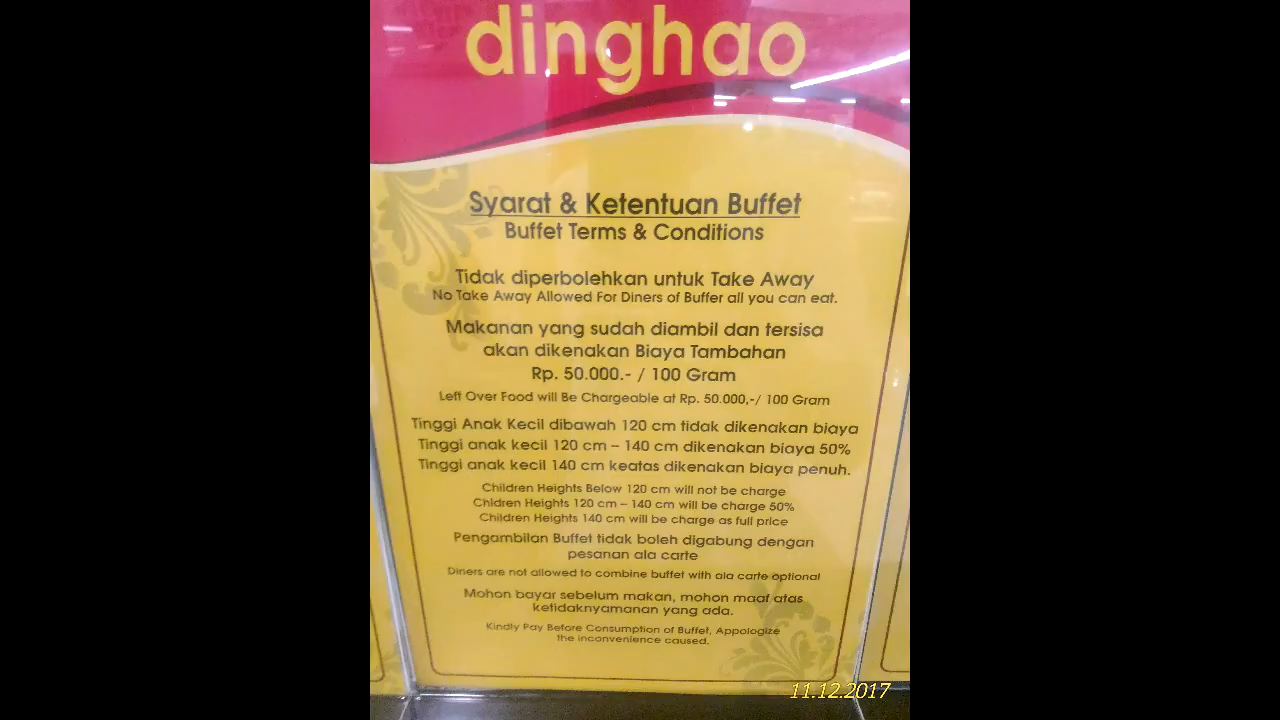 dinghao
Syarat & Ketentuan Buffet
Buffet Terms & Conditions
Tidak diperbolehkan untuk Take Away
No Take Away Allowed For Diners of Buffer all you can eat.
Makanan yang sudah diambil dan tersisa
akan dikenakan Biaya Tambahan
Rp. 50.000.- / 100 Gram
Left Over Food will Be Chargeable at Rp. 50.000,-/ 100 Gram
Tinggi Anak Kecil dibawah 120 cm tidak dikenakan biaya
Tinggi anak kecil 120 cm – 140 cm dikenakan biaya 50%
Tinggi anak kecil 140 cm keatas dikenakan biaya penuh.
Children Heights Below 120 cm will not be charge
Chldren Heights 120 cm – 140 cm will be charge 50%
Children Heights 140 cm will be charge as full price
Pengambilan Buffet tidak boleh digabung dengan
pesanan ala carte
Diners are not allowed to combine buffet with ala carte optional
Mohon bayar sebelum makan, mohon maaf atas
ketidaknyamanan yang ada.
Kindly Pay Before Consumption of Buffet, Appologize
the inconvenience caused.
11.12.2017